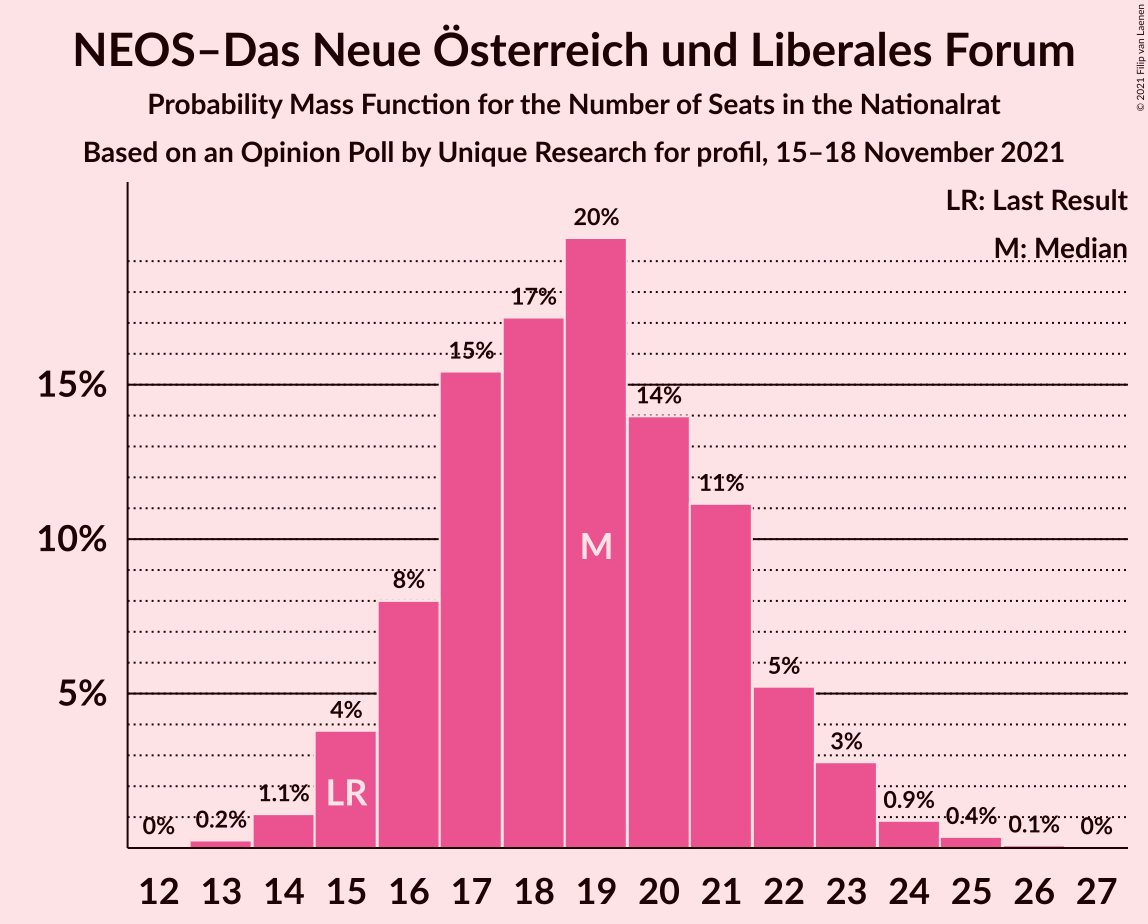 NEOS–Das Neue Österreich und Liberales Forum
Probability Mass Function for the Number of Seats in the Nationalrat
Based on an Opinion Poll by Unique Research for profil, 15–18 November 2021
© 2021 Filip van Laenen
LR: Last Result
M: Median
20%
17%
15%
15%
14%
11%
10%
M
8%
5%
5%
4%
3%
LR
1.1%
0.9%
0%
0.2%
0.4%
0.1%
0%
12 13 14 15 16 17 18 19 20 21 22 23 24 25 26 27